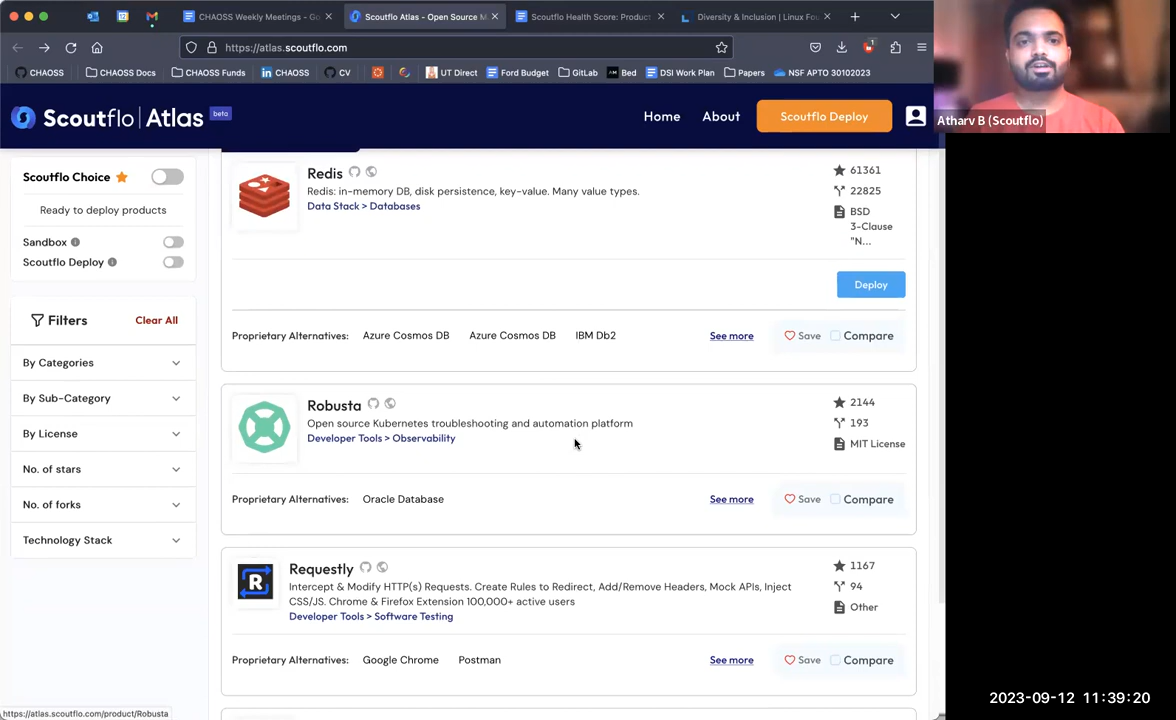 CHAOSS Weekly Meetings - Go
Scoutflo Atlas - Open Source M
Scoutflo Health Score: Product
Diversity & Inclusion | Linux Fou
https://atlas.scoutflo.com
1
CHAOSS
CHAOSS Docs
CHAOSS Funds
CHAOSS
CV
UT Direct
Ford Budget
GitLab
Bed
DSI Work Plan
Papers
NSF APTO 30102023
Scoutflo | Atlas beta
Home
About
Scoutflo Deploy
Atharv B (Scoutflo)
Scoutflo Choice
Ready to deploy products
Sandbox
Scoutflo Deploy
Filters
Clear All
By Categories
By Sub-Category
By License
No. of stars
No. of forks
Technology Stack
Redis
Redis: in-memory DB, disk persistence, key-value. Many value types.
Data Stack > Databases
61361
22825
BSD
3-Clause
"N...
Deploy
Proprietary Alternatives: Azure Cosmos DB Azure Cosmos DB IBM Db2
See more
Save
Compare
Robusta
Open source Kubernetes troubleshooting and automation platform
Developer Tools > Observability
2144
193
MIT License
Proprietary Alternatives: Oracle Database
See more
Save
Compare
Requestly
Intercept & Modify HTTP(s) Requests. Create Rules to Redirect, Add/Remove Headers, Mock APIs, Inject
CSS/JS. Chrome & Firefox Extension 100,000+ active users
Developer Tools > Software Testing
1167
94
Other
Proprietary Alternatives: Google Chrome Postman
See more
Save
Compare
https://atlas.scoutflo.com/product/Robusta
2023-09-12 11:39:20